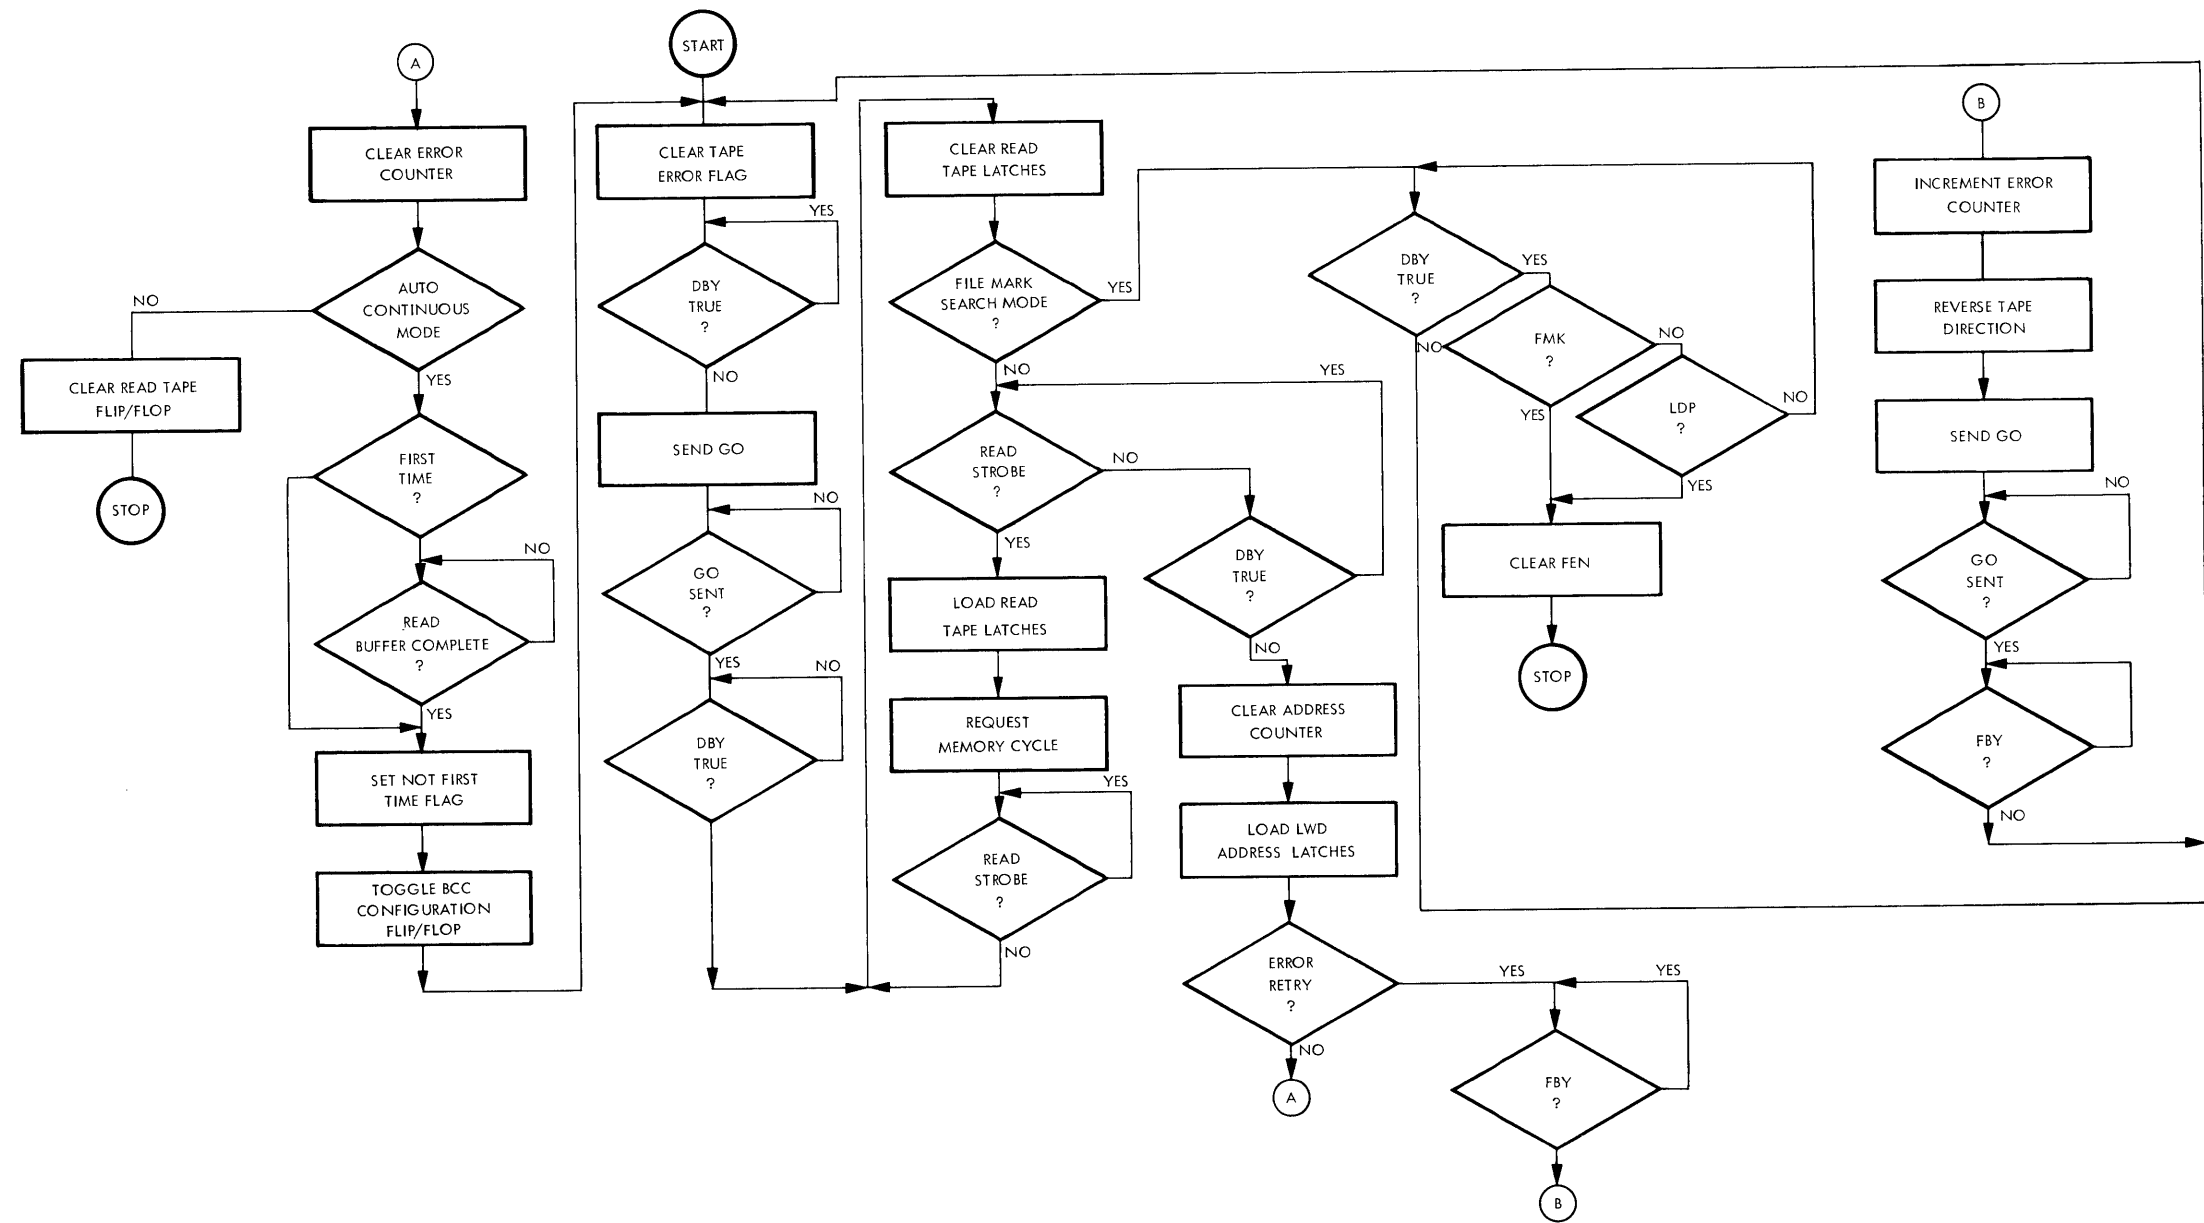 A
CLEAR ERROR
COUNTER
AUTO
CONTINUOUS
MODE
NO
YES
CLEAR READ TAPE
FLIP/FLOP
STOP
FIRST
TIME
?
NO
READ
BUFFER COMPLETE
?
YES
SET NOT FIRST
TIME FLAG
TOGGLE BCC
CONFIGURATION
FLIP/FLOP
START
CLEAR TAPE
ERROR FLAG
YES
DBY
TRUE
?
NO
SEND GO
NO
GO
SENT
?
YES
NO
DBY
TRUE
?
CLEAR READ
TAPE LATCHES
FILE MARK
SEARCH MODE
?
YES
NO
YES
READ
STROBE
?
NO
YES
LOAD READ
TAPE LATCHES
REQUEST
MEMORY CYCLE
YES
READ
STROBE
?
NO
DBY
TRUE
?
NO
CLEAR ADDRESS
COUNTER
LOAD LWD
ADDRESS LATCHES
ERROR
RETRY
?
YES
NO
A
YES
FBY
?
B
DBY
TRUE
?
YES
NO
FMK
?
NO
YES
LDP
?
NO
YES
CLEAR FEN
STOP
B
INCREMENT ERROR
COUNTER
REVERSE TAPE
DIRECTION
SEND GO
NO
GO
SENT
?
YES
FBY
?
NO